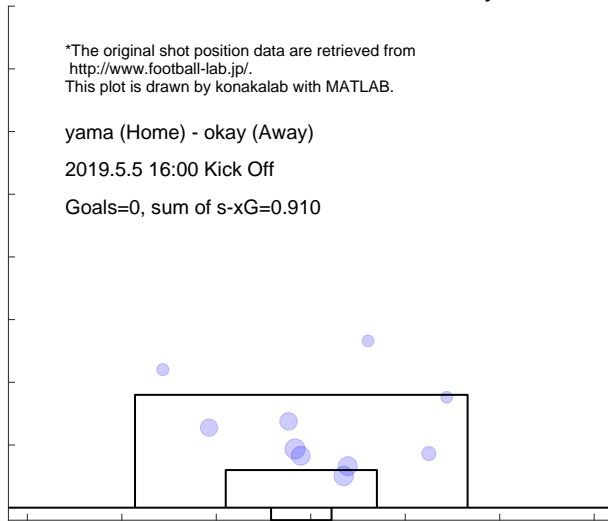 *The original shot position data are retrieved from
http://www.football-lab.jp/.
This plot is drawn by konakalab with MATLAB.
yama (Home) - okay (Away)
2019.5.5 16:00 Kick Off
Goals=0, sum of s-xG=0.910